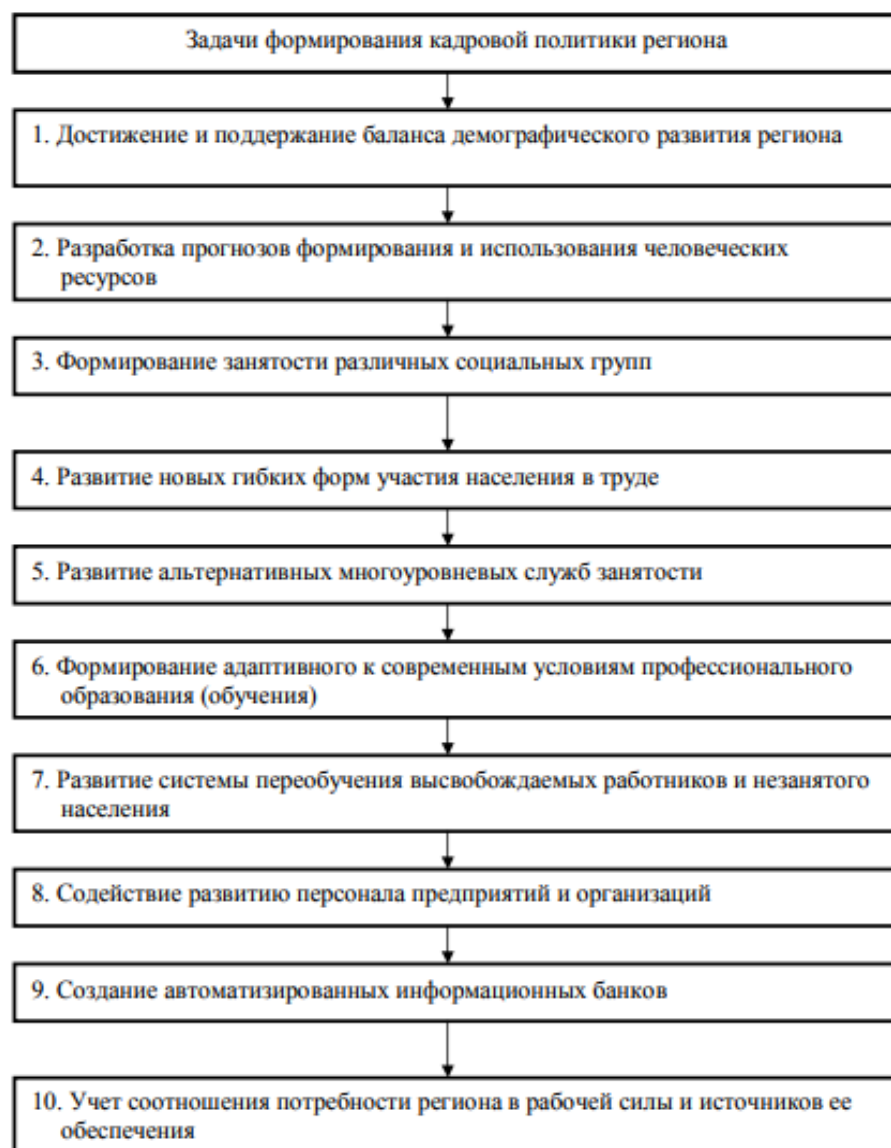 Задачи формирования кадровой политики региона
1. Достижение и поддержание баланса демографического развития региона
2. Разработка прогнозов формирования и использования человеческих
ресурсов
3. Формирование занятости различных социальных групп
4. Развитие новых гибких форм участия населения в труде
5. Развитие альтернативных многоуровневых служб занятости
6. Формирование адаптивного к современным условиям профессионального
образования (обучения)
7. Развитие системы переобучения высвобождаемых работников и незанятого
населения
8. Содействие развитию персонала предприятий и организаций
9. Создание автоматизированных информационных банков
10. Учет соотношения потребности региона в рабочей силы и источников ее
обеспечения